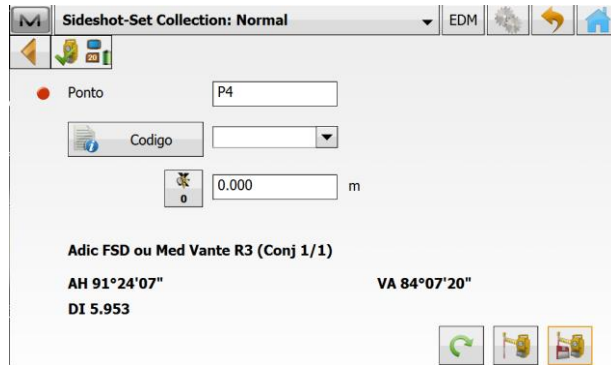 M Sideshot-Set Collection: Normal EDM
20
Ponto P4
Codigo
0 0.000 m
Adic FSD ou Med Vante R3 (Conj 1/1)
AH 91°24'07" VA 84°07'20"
DI 5.953